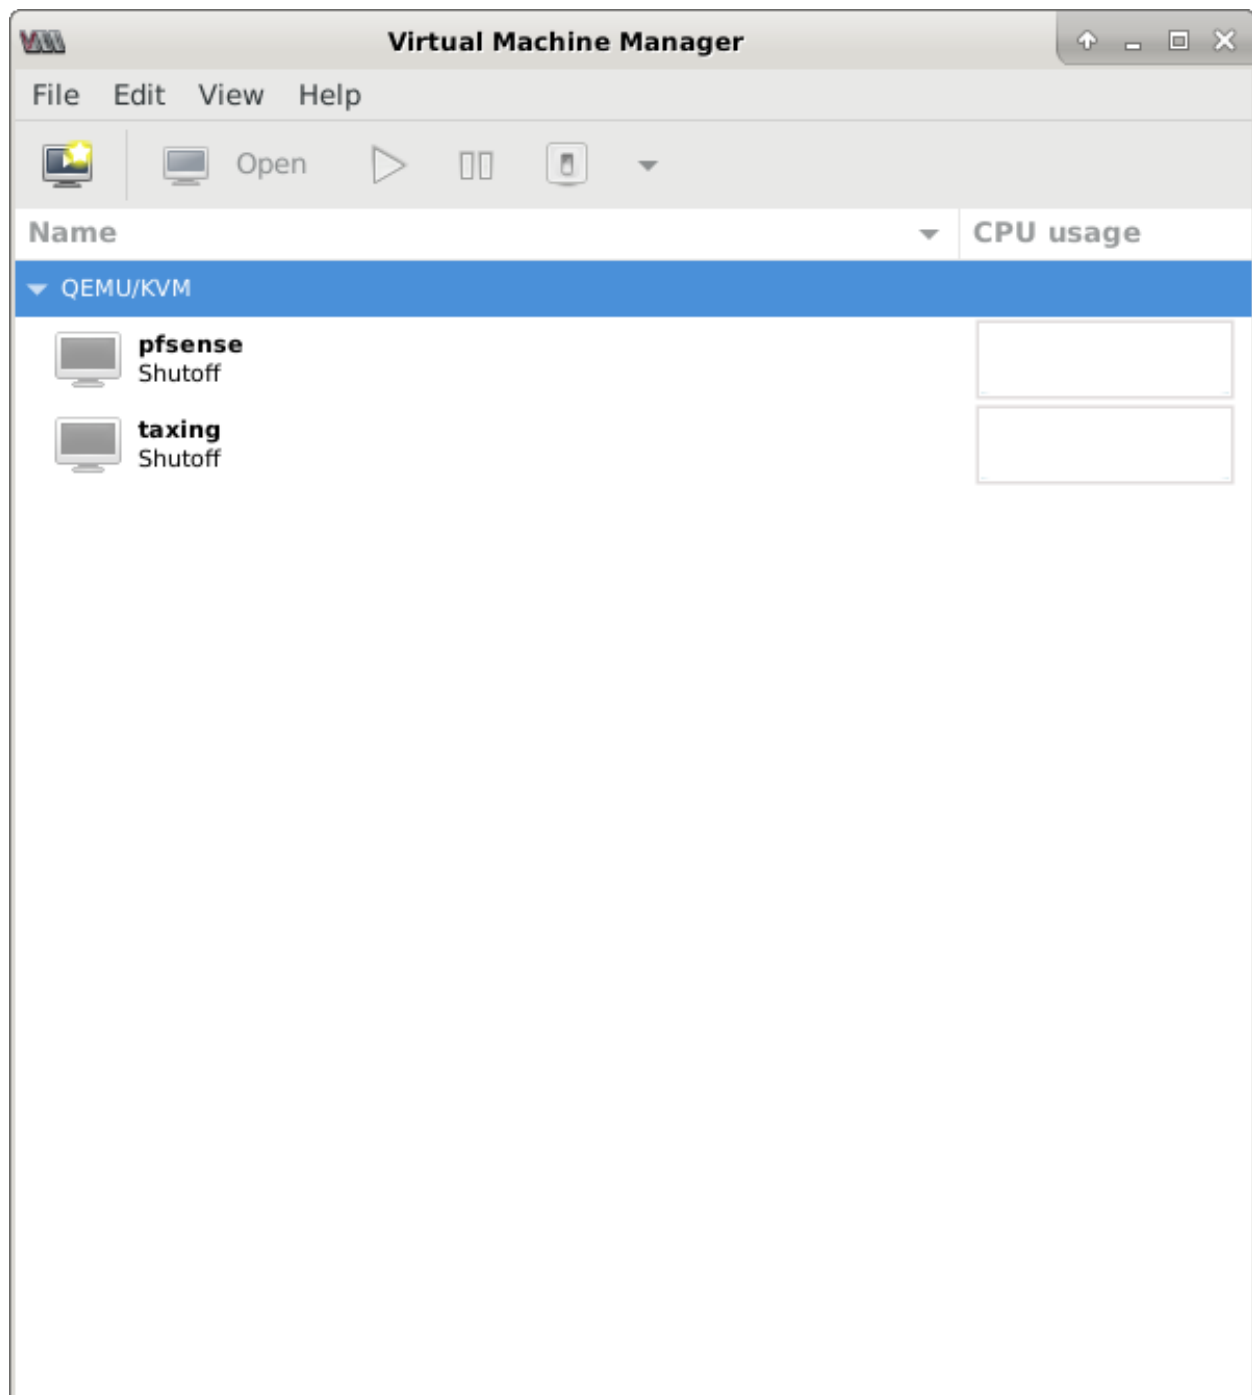 Virtual Machine Manager
File Edit View Help
Open
Name CPU usage
QEMU/KVM
pfsense
Shutoff
taxing
Shutoff